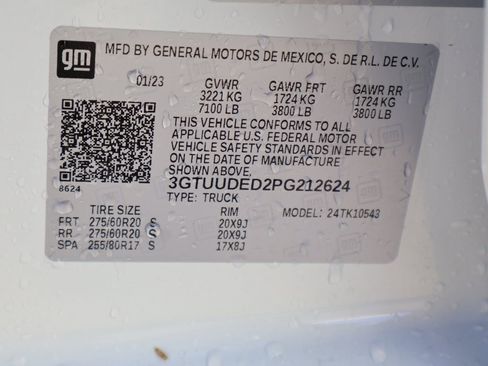 gm
MFD BY GENERAL MOTORS DE MEXICO, S. DE R.L. DE C.V.
01/23 GVWR GAWR FRT GAWR RR
3221 KG 1724 KG 1724 KG
7100 LB 3800 LB 3800 LB
THIS VEHICLE CONFORMS TO ALL
APPLICABLE U.S. FEDERAL MOTOR
VEHICLE SAFETY STANDARDS IN EFFECT
ON THE DATE OF MANUFACTURE
SHOWN ABOVE.
8624
3GTUUDED2PG212624
TYPE: TRUCK
TIRE SIZE RIM MODEL: 24TK10543
FRT 275/60R20 S 20X9J
RR 275/60R20 S 20X9J
SPA 255/80R17 S 17X8J